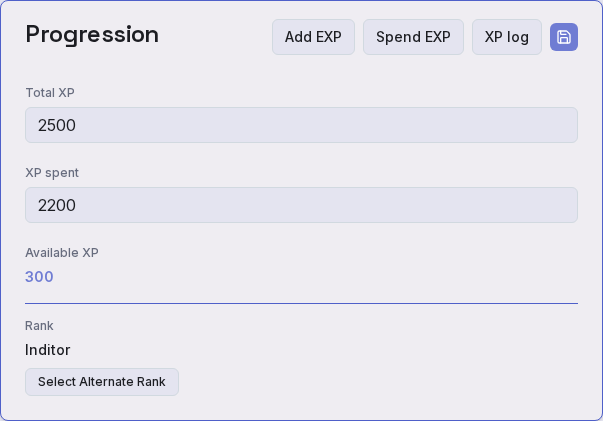 Progression
Add EXP
Spend EXP
XP log
Total XP
2500
XP spent
2200
Available XP
300
Rank
Inditor
Select Alternate Rank